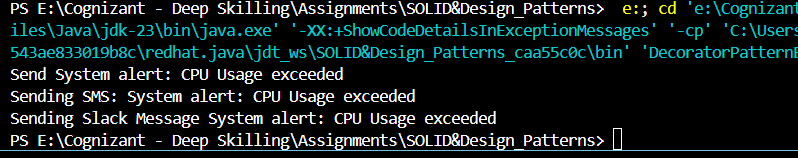 PS E:\Cognizant - Deep Skilling\Assignments\SOLID&Design_Patterns>  e:; cd 'e:\Cognizant
iles\Java\jdk-23\bin\java.exe' '-XX:+ShowCodeDetailsInExceptionMessages' '-cp' 'C:\Users
543ae833019b8c\redhat.java\jdt_ws\SOLID&Design_Patterns_caa55c0c\bin' 'DecoratorPatternE
Send System alert: CPU Usage exceeded
Sending SMS: System alert: CPU Usage exceeded
Sending Slack Message System alert: CPU Usage exceeded
PS E:\Cognizant - Deep Skilling\Assignments\SOLID&Design_Patterns>